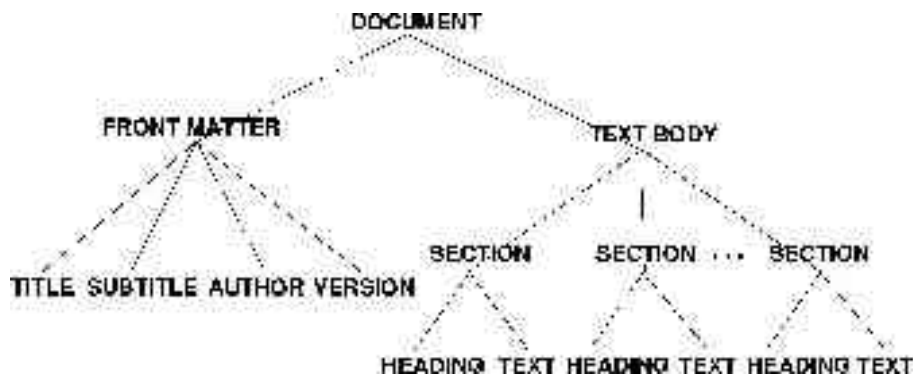 DOCUMENT
FRONT MATTER TEXT BODY
SECTION SECTION ... SECTION
TITLE SUBTITLE AUTHOR VERSION
HEADING TEXT HEADING TEXT HEADING TEXT